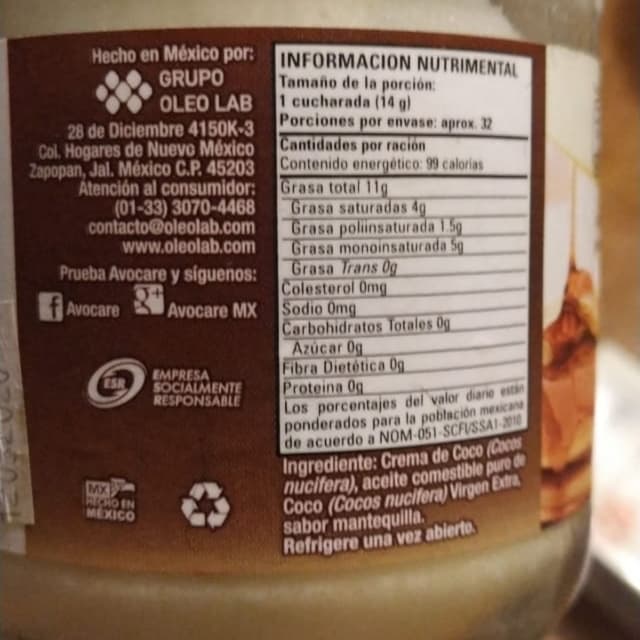 Hecho en México por:
GRUPO
OLEO LAB
28 de Diciembre 4150K-3
Col. Hogares de Nuevo México
Zapopan, Jal. México C.P. 45203
Atención al consumidor:
(01-33) 3070-4468
contacto@oleolab.com
www.oleolab.com
Prueba Avocare y síguenos:
f Avocare g+ Avocare MX
ESR
EMPRESA
SOCIALMENTE
RESPONSABLE
MX
HECHO EN
MÉXICO
INFORMACION NUTRIMENTAL
Tamaño de la porción:
1 cucharada (14 g)
Porciones por envase: aprox. 32
Cantidades por ración
Contenido energético: 99 calorias
Grasa total 11g
Grasa saturadas 4g
Grasa poliinsaturada 1.5g
Grasa monoinsaturada 5g
Grasa Trans 0g
Colesterol 0mg
Sodio 0mg
Carbohidratos Totales 0g
Azúcar 0g
Fibra Dietética 0g
Proteina 0g
Los porcentajes del valor diario están
ponderados para la población mexicana
de acuerdo a NOM-051-SCFI/SSA1-2010
Ingrediente: Crema de Coco (Cocos
nucifera), aceite comestible puro de
Coco (Cocos nucifera) Virgen Extra,
sabor mantequilla.
Refrigere una vez abierto.